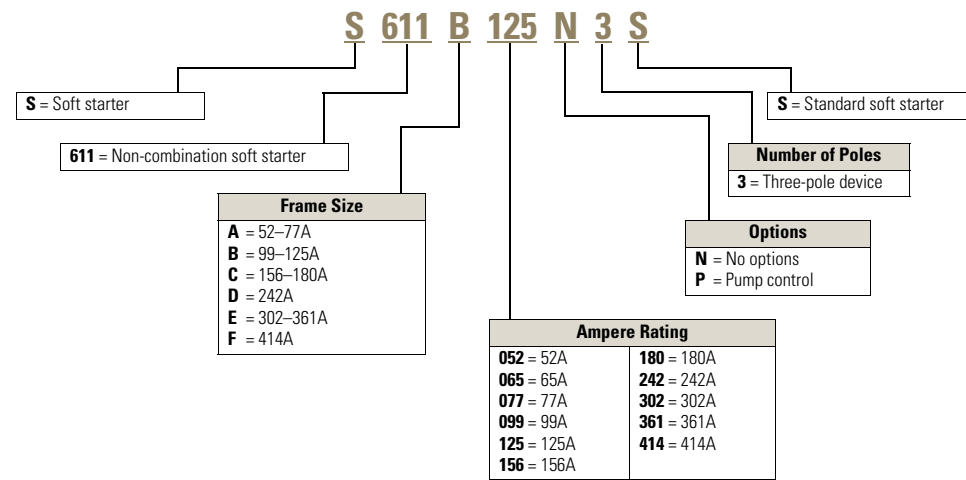 S 611 B 125 N 3 S
S = Soft starter
S = Standard soft starter
611 = Non-combination soft starter
Number of Poles
3 = Three-pole device
Frame Size
A = 52–77A
B = 99–125A
C = 156–180A
D = 242A
E = 302–361A
F = 414A
Options
N = No options
P = Pump control
Ampere Rating
052 = 52A
065 = 65A
077 = 77A
099 = 99A
125 = 125A
156 = 156A
180 = 180A
242 = 242A
302 = 302A
361 = 361A
414 = 414A